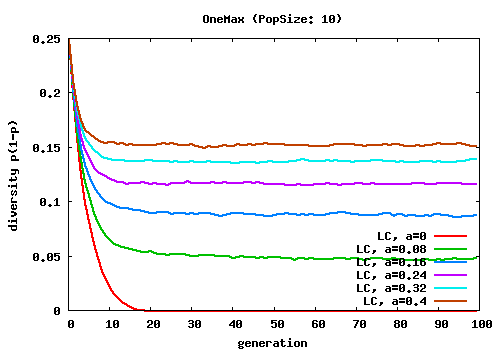 OneMax (PopSize: 10)
0.25
0.2
0.15
0.1
0.05
0
diversity p(1-p)
LC, a=0
LC, a=0.08
LC, a=0.16
LC, a=0.24
LC, a=0.32
LC, a=0.4
0 10 20 30 40 50 60 70 80 90 100
generation